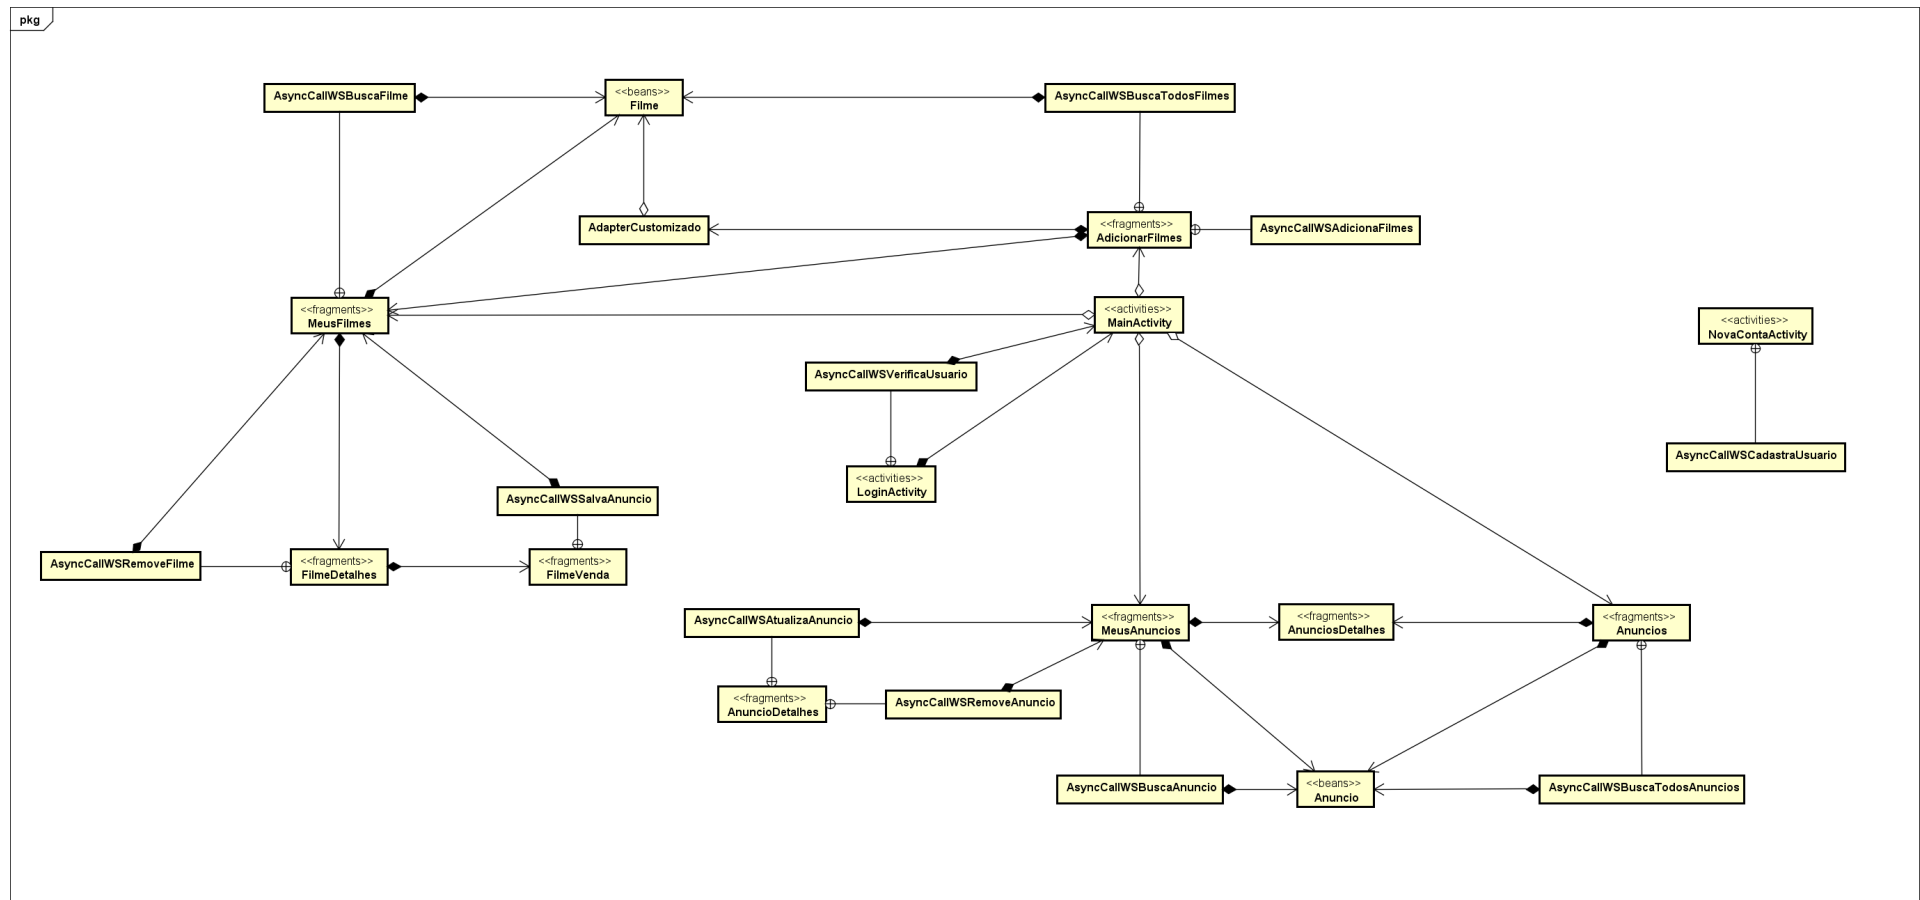 pkg
AsyncCallWSBuscaFilme
<<beans>>
Filme
AsyncCallWSBuscaTodosFilmes
AdapterCustomizado
<<fragments>>
AdicionarFilmes
AsyncCallWSAdicionaFilmes
<<fragments>>
MeusFilmes
<<activities>>
MainActivity
<<activities>>
NovaContaActivity
AsyncCallWSVerificaUsuario
AsyncCallWSCadastraUsuario
<<activities>>
LoginActivity
AsyncCallWSSalvaAnuncio
AsyncCallWSRemoveFilme
<<fragments>>
FilmeDetalhes
<<fragments>>
FilmeVenda
AsyncCallWSAtualizaAnuncio
<<fragments>>
MeusAnuncios
<<fragments>>
AnunciosDetalhes
<<fragments>>
Anuncios
<<fragments>>
AnuncioDetalhes
AsyncCallWSRemoveAnuncio
AsyncCallWSBuscaAnuncio
<<beans>>
Anuncio
AsyncCallWSBuscaTodosAnuncios